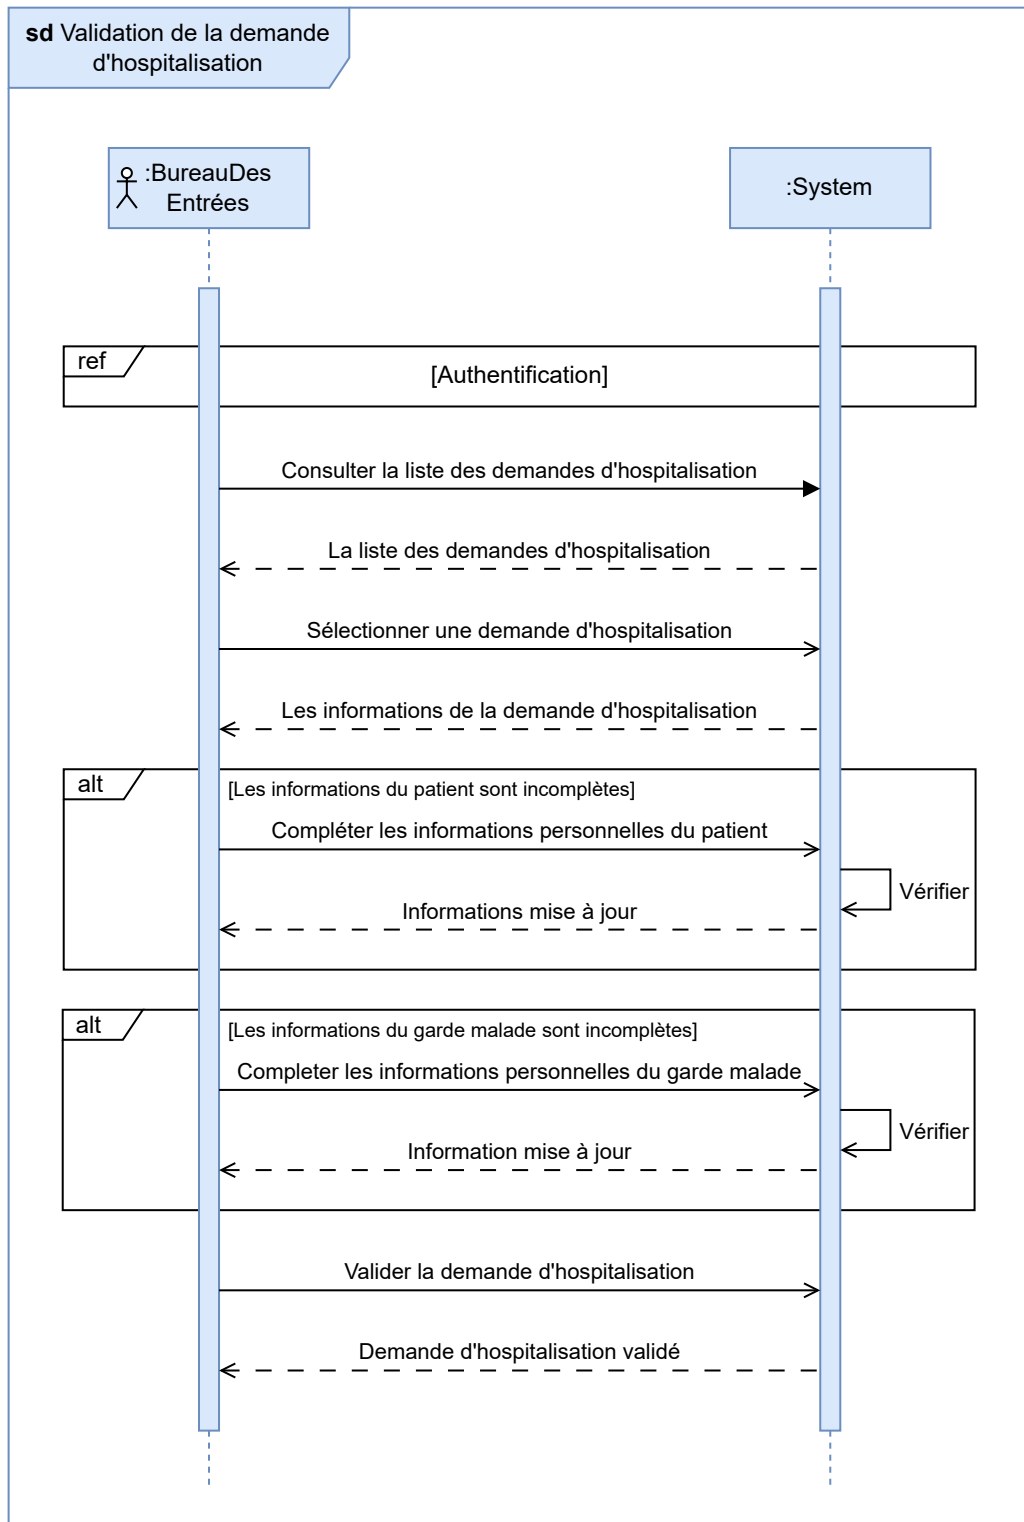 sd Validation de la demande
d'hospitalisation
:BureauDes
Entrées
:System
ref
[Authentification]
Consulter la liste des demandes d'hospitalisation
La liste des demandes d'hospitalisation
Sélectionner une demande d'hospitalisation
Les informations de la demande d'hospitalisation
alt
[Les informations du patient sont incomplètes]
Compléter les informations personnelles du patient
Vérifier
Informations mise à jour
alt
[Les informations du garde malade sont incomplètes]
Completer les informations personnelles du garde malade
Vérifier
Information mise à jour
Valider la demande d'hospitalisation
Demande d'hospitalisation validé